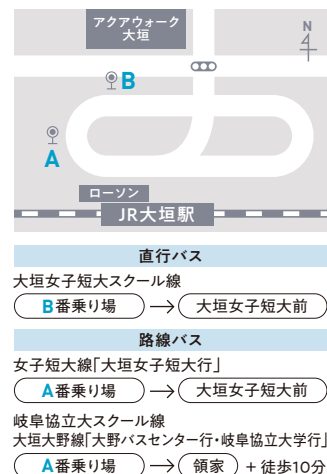 アクアウォーク
大垣
N
B
A
ローソン
JR大垣駅
直行バス
大垣女子短大スクール線
B番乗り場 → 大垣女子短大前
路線バス
女子短大線「大垣女子短大行」
A番乗り場 → 大垣女子短大前
岐阜協立大スクール線
大垣大野線「大野バスセンター行・岐阜協立大学行」
A番乗り場 → 領家 + 徒歩10分